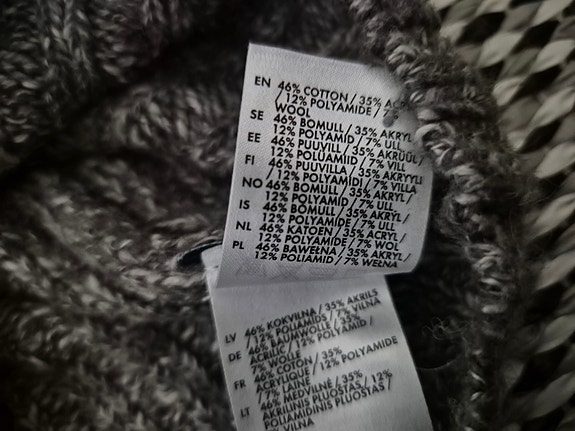 EN 46% COTTON / 35% AC
/ 12% POLYAMIDE / 7%
WOOL
SE 46% BOMULL / 35% AKRYL/
12% POLYAMID / 7% ULL
EE 46% PUUVILL / 35% AKRÜÜL/
12% POLÜAMIID / 7% VILL
FI 46% PUUVILLA / 35% AKRYYLI
/ 12% POLYAMIDI / 7% VILLA
NO 46% BOMULL / 35% AKRYL /
12% POLYAMID / 7% ULL
IS 46% BOMULL / 35% AKRÝL /
12% POLYAMIDE / 7% ULL
NL 46% KATOEN / 35% ACRYL /
12% POLYAMIDE / 7% WOL
PL 46% BAWEŁNA / 35% AKRYL /
12% POLIAMID / 7% WEŁNA
LV 46% KOKVILNA / 35% AKRILS
/ 12% POLIAMĪDS / 7% VILNA
DE 46% BAUMWOLLE / 35%
ACRYLIC / 12% POLYAMID /
7% WOLLE
FR 46% COTON / 35%
ACRYLIQUE / 12% POLYAMIDE
/ 7% LAINE
LT 46% MEDVILNĖ / 35%
AKRILINIS PLUOŠTAS / 12%
POLIAMIDINIS PLUOŠTAS /
VILNA